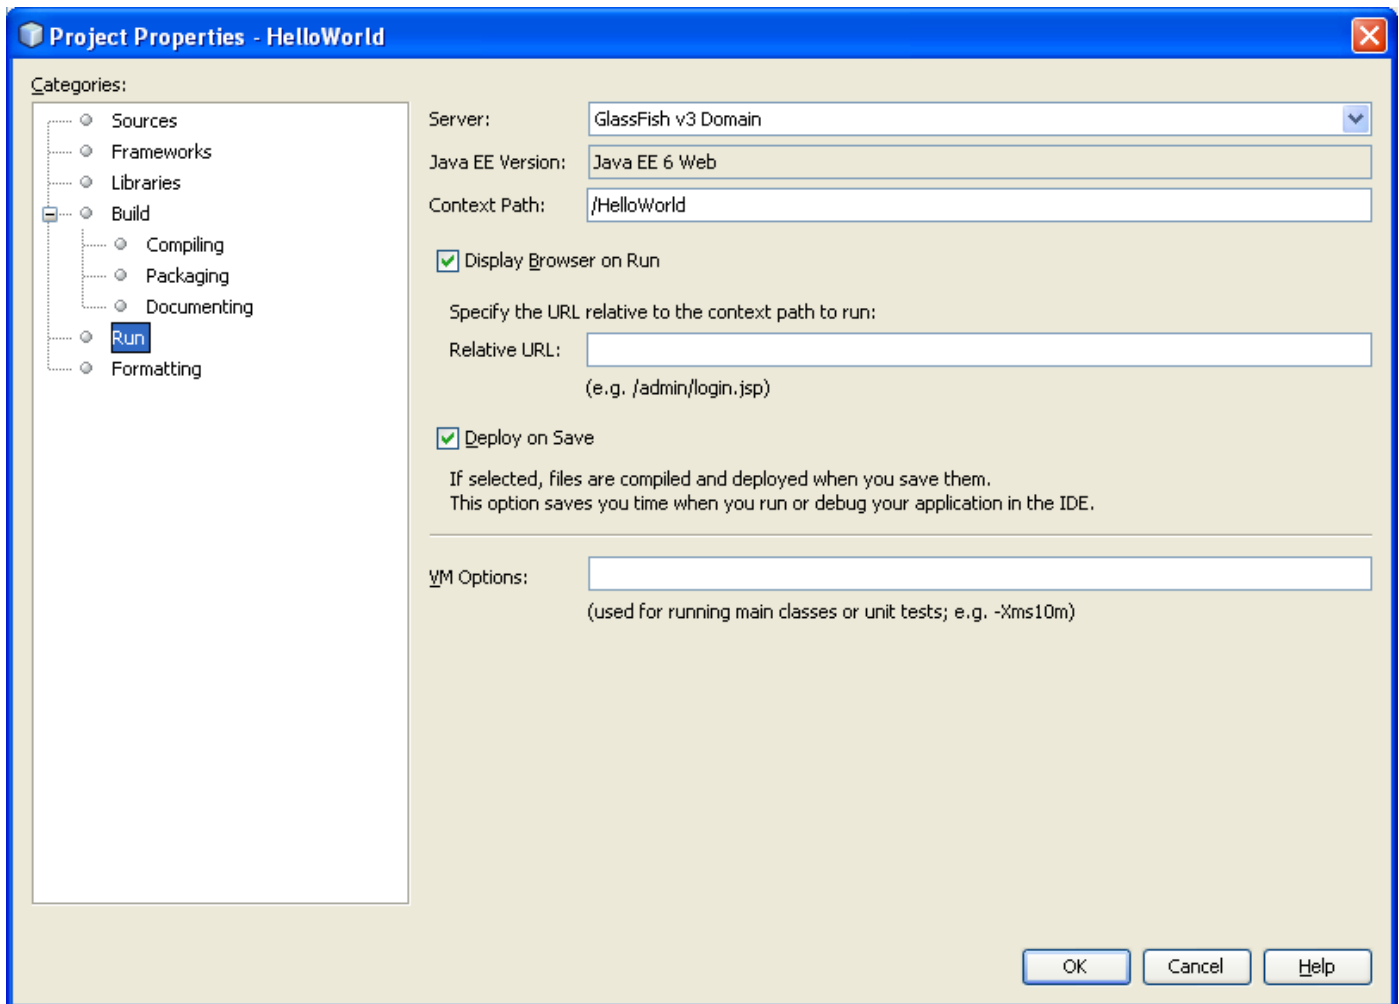 Project Properties - HelloWorld
Categories:
Sources
Frameworks
Libraries
Build
Compiling
Packaging
Documenting
Run
Formatting
Server: GlassFish v3 Domain
Java EE Version: Java EE 6 Web
Context Path: /HelloWorld
Display Browser on Run
Specify the URL relative to the context path to run:
Relative URL:
(e.g. /admin/login.jsp)
Deploy on Save
If selected, files are compiled and deployed when you save them.
This option saves you time when you run or debug your application in the IDE.
VM Options:
(used for running main classes or unit tests; e.g. -Xms10m)
OK Cancel Help